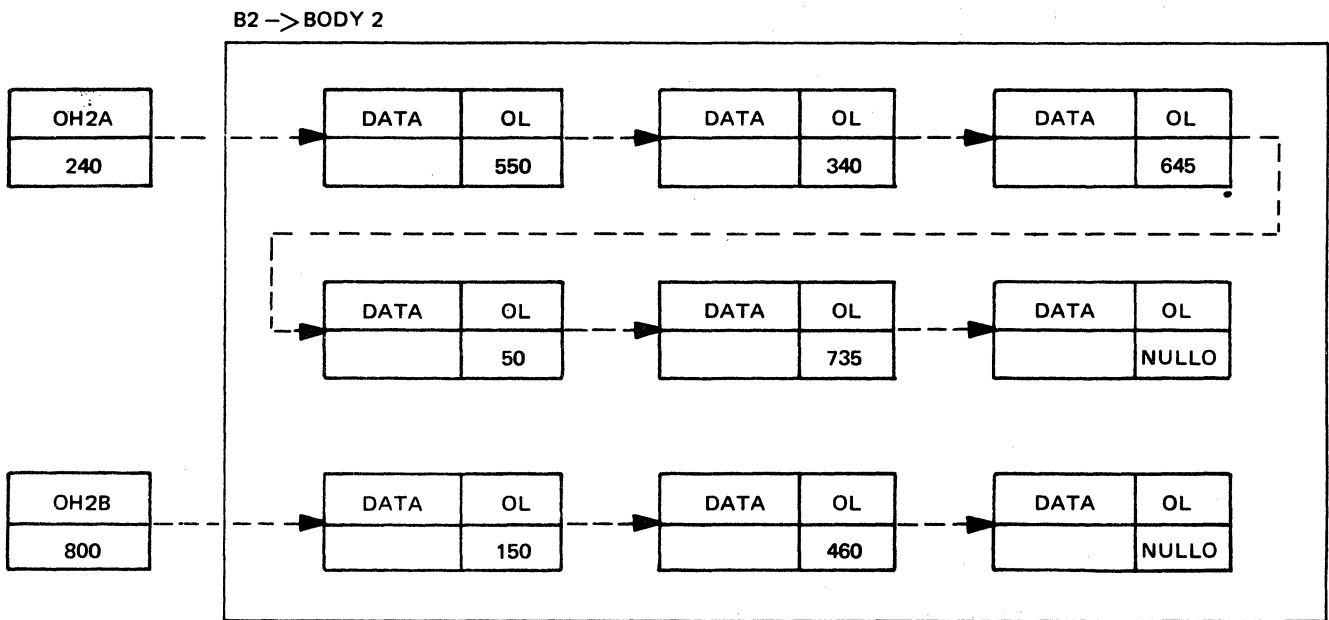 B2 -> BODY 2
OH2A DATA OL DATA OL DATA OL
240 550 340 645
DATA OL DATA OL DATA OL
50 735 NULLO
OH2B DATA OL DATA OL DATA OL
800 150 460 NULLO